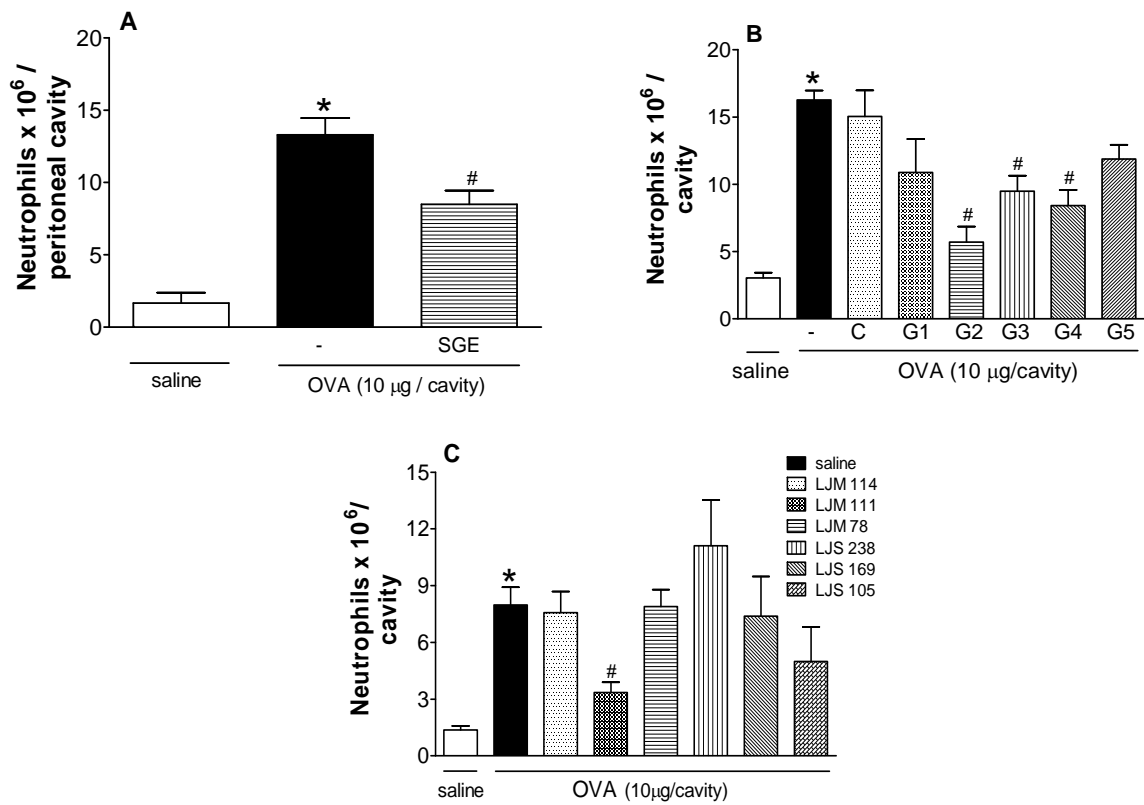 A
Neutrophils x 10⁶ /
peritoneal cavity
20
15
10
5
0
*
#
- SGE
saline
OVA (10 µg / cavity)
B
Neutrophils x 10⁶ /
cavity
20
15
10
5
0
*
#
#
#
- C G1 G2 G3 G4 G5
saline
OVA (10 µg/cavity)
C
Neutrophils x 10⁶/
cavity
15
12
9
6
3
0
*
#
saline
LJM 114
LJM 111
LJM 78
LJS 238
LJS 169
LJS 105
saline
OVA (10µg/cavity)